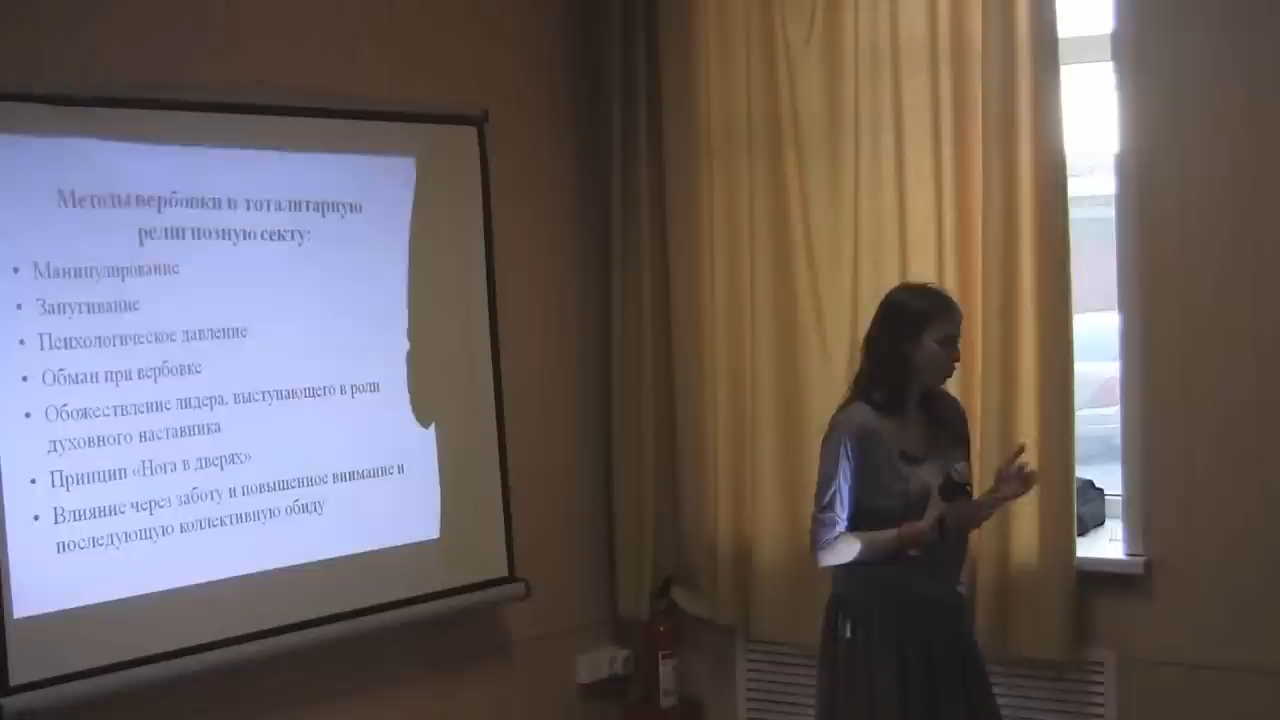 Методы вербовки в тоталитарную
религиозную секту:
• Манипулирование
• Запугивание
• Психологическое давление
• Обман при вербовке
• Обожествление лидера, выступающего в роли
духовного наставника
• Принцип «Нога в дверях»
• Влияние через заботу и повышенное внимание и
последующую коллективную обиду